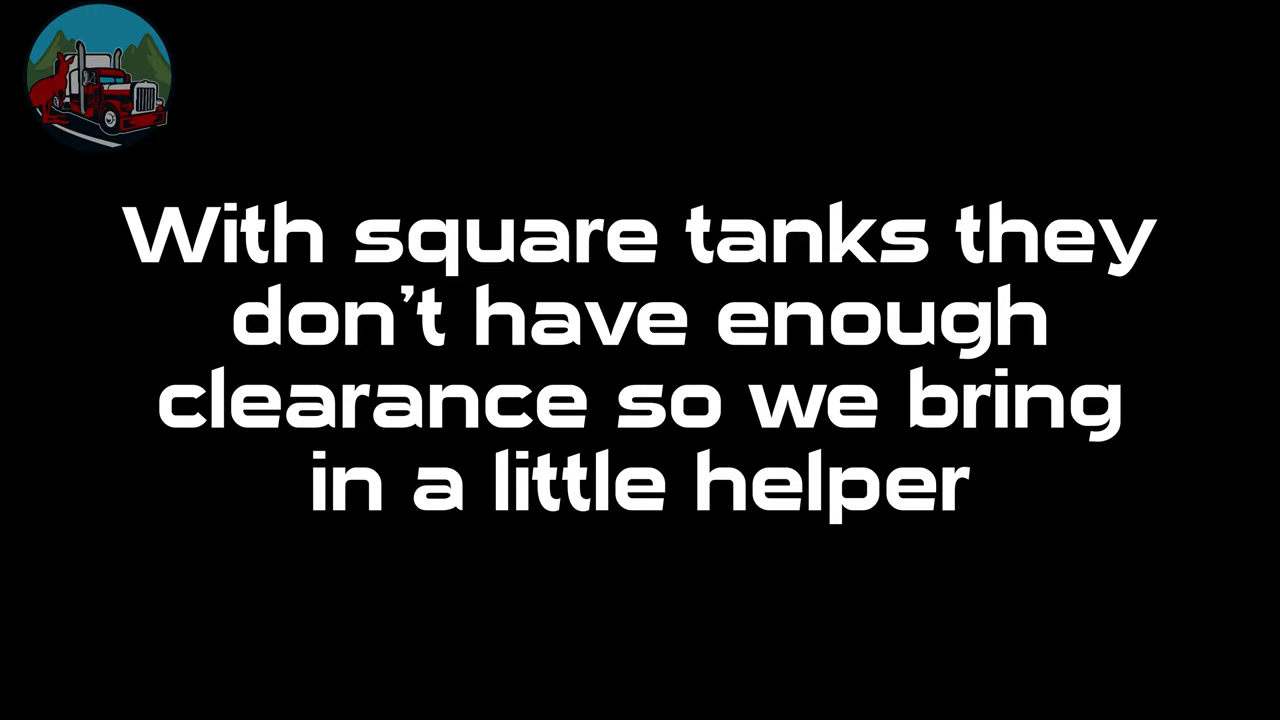 With square tanks they
don't have enough
clearance so we bring
in a little helper